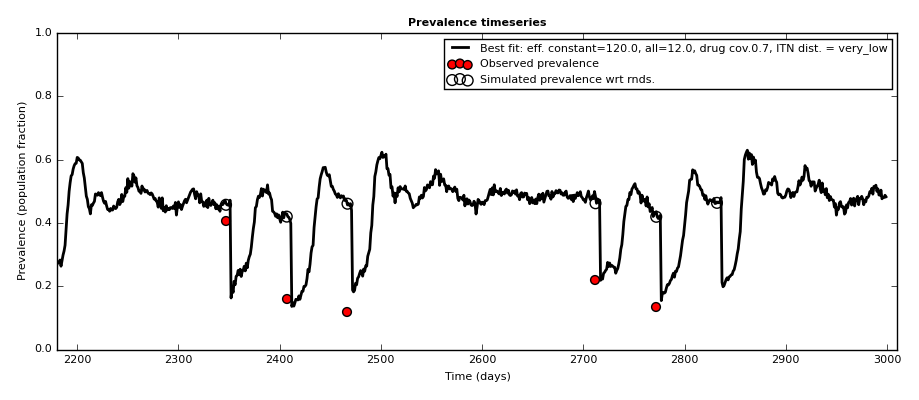 Prevalence timeseries
Best fit: eff. constant=120.0, all=12.0, drug cov.0.7, ITN dist. = very_low
Observed prevalence
Simulated prevalence wrt rnds.
Prevalence (population fraction)
1.0
0.8
0.6
0.4
0.2
0.0
2200 2300 2400 2500 2600 2700 2800 2900 3000
Time (days)